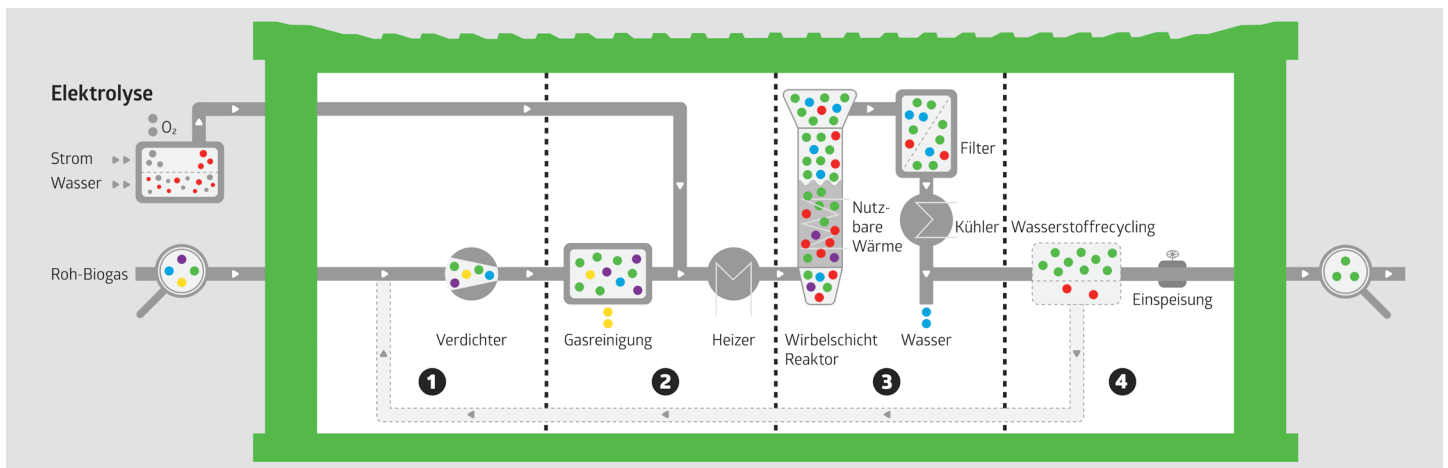 Elektrolyse
O₂
Strom
Wasser
Roh-Biogas
Verdichter
Gasreinigung
Heizer
Wirbelschicht
Reaktor
Nutz-
bare
Wärme
Filter
Kühler
Wasser
Wasserstoffrecycling
Einspeisung
1
2
3
4